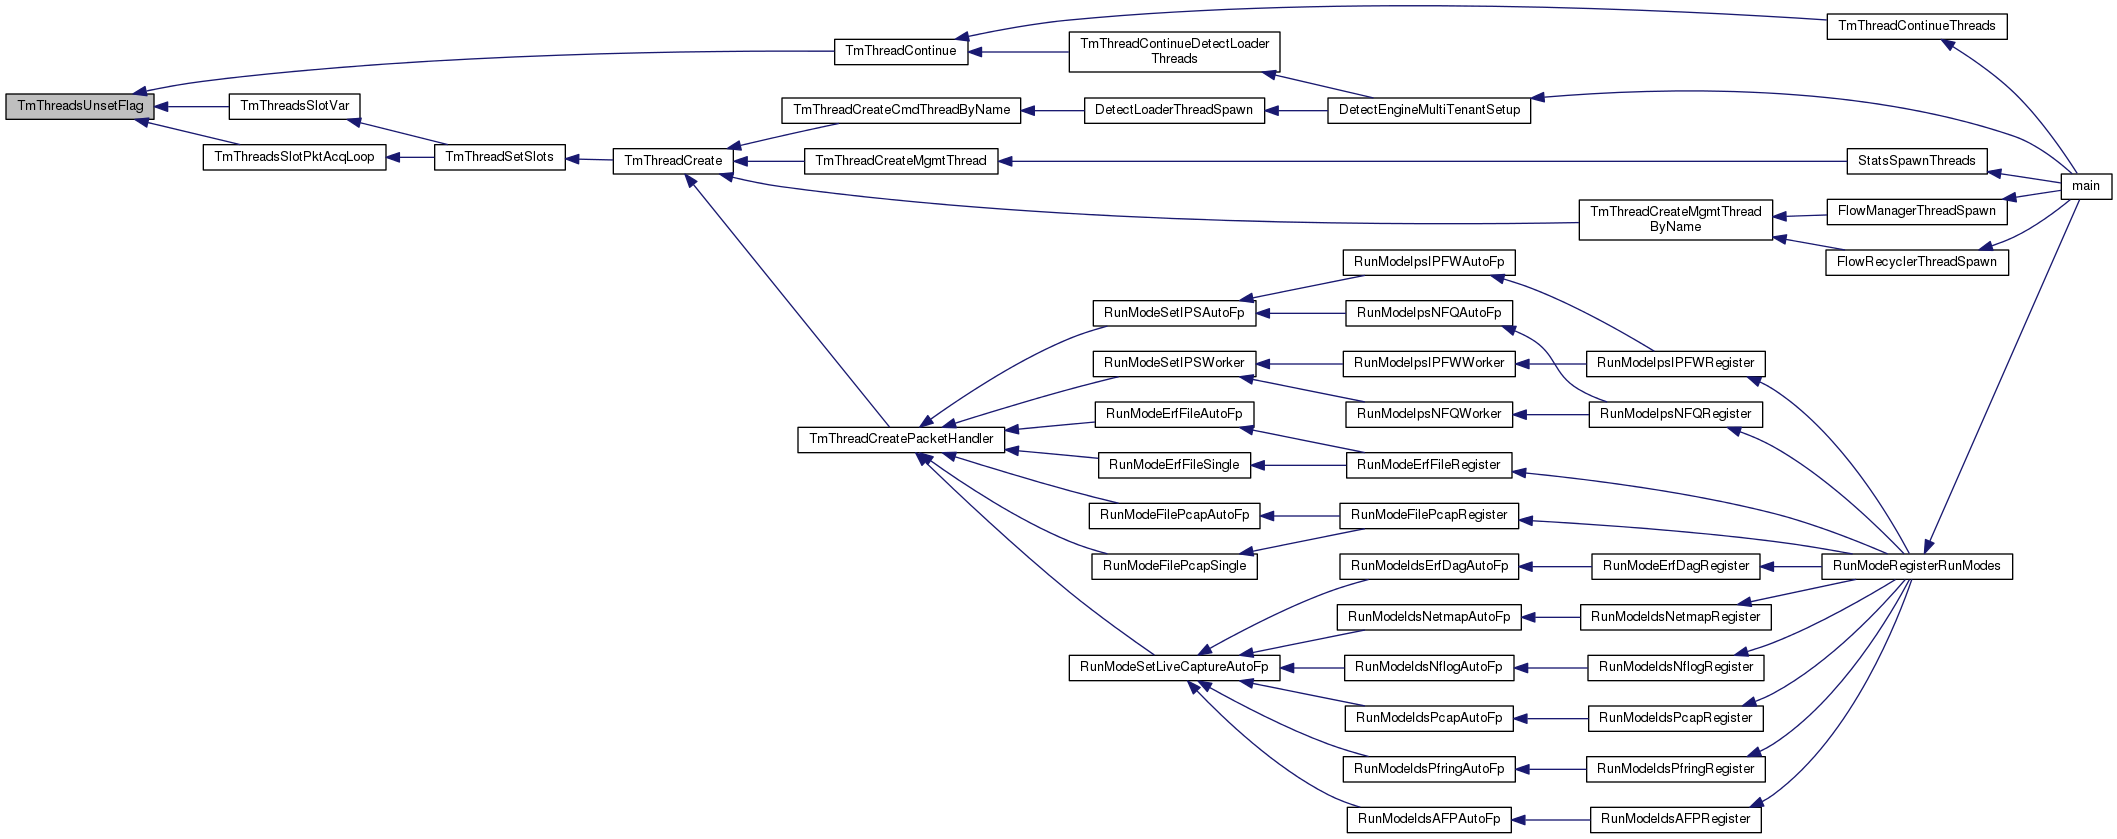 TmThreadsUnsetFlag
TmThreadContinue
TmThreadContinueThreads
TmThreadContinueDetectLoader
Threads
TmThreadsSlotVar
TmThreadsSlotPktAcqLoop
TmThreadSetSlots
TmThreadCreate
TmThreadCreateCmdThreadByName
DetectLoaderThreadSpawn
DetectEngineMultiTenantSetup
TmThreadCreateMgmtThread
StatsSpawnThreads
main
TmThreadCreateMgmtThread
ByName
FlowManagerThreadSpawn
FlowRecyclerThreadSpawn
TmThreadCreatePacketHandler
RunModeSetIPSAutoFp
RunModeIpsIPFWAutoFp
RunModeIpsNFQAutoFp
RunModeSetIPSWorker
RunModeIpsIPFWWorker
RunModeIpsIPFWRegister
RunModeIpsNFQWorker
RunModeIpsNFQRegister
RunModeErfFileAutoFp
RunModeErfFileSingle
RunModeErfFileRegister
RunModeFilePcapAutoFp
RunModeFilePcapRegister
RunModeFilePcapSingle
RunModeIdsErfDagAutoFp
RunModeErfDagRegister
RunModeRegisterRunModes
RunModeSetLiveCaptureAutoFp
RunModeIdsNetmapAutoFp
RunModeIdsNetmapRegister
RunModeIdsNflogAutoFp
RunModeIdsNflogRegister
RunModeIdsPcapAutoFp
RunModeIdsPcapRegister
RunModeIdsPfringAutoFp
RunModeIdsPfringRegister
RunModeIdsAFPAutoFp
RunModeIdsAFPRegister